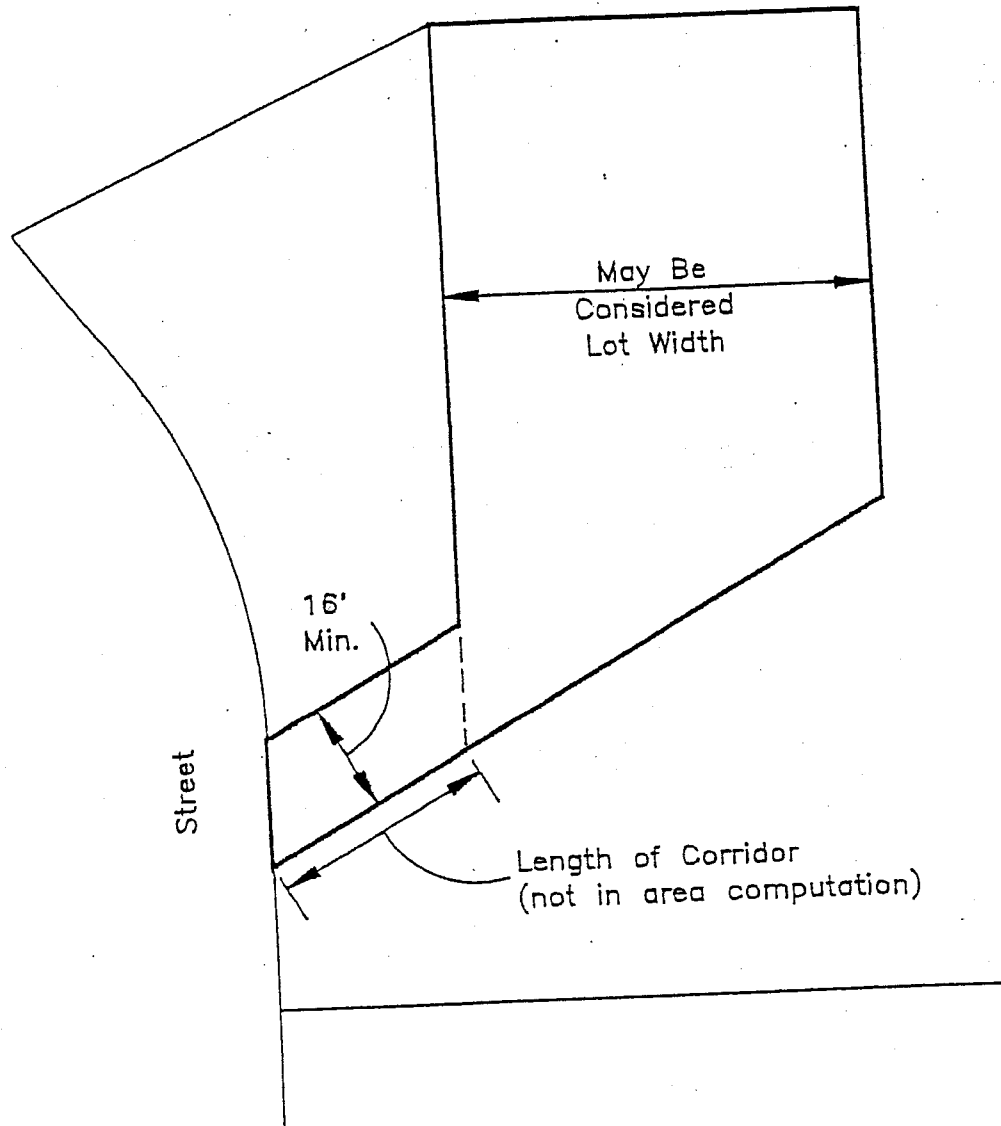 May Be
Considered
Lot Width
16'
Min.
Street
Length of Corridor
(not in area computation)